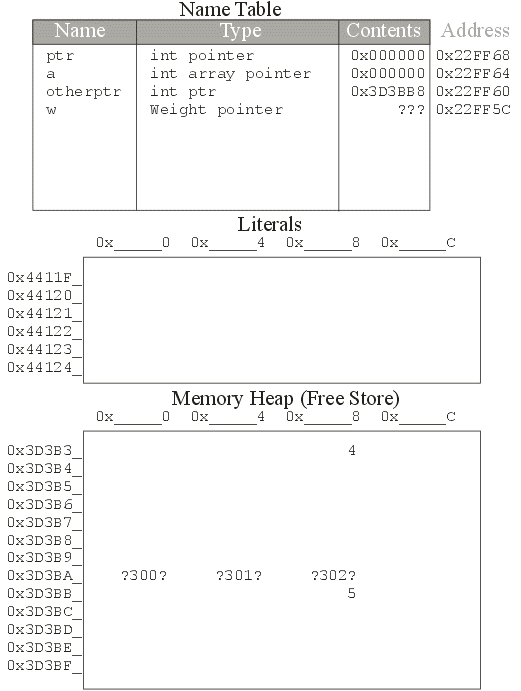 Name Table
Name Type Contents Address
ptr int pointer 0x000000 0x22FF68
a int array pointer 0x000000 0x22FF64
otherptr int ptr 0x3D3BB8 0x22FF60
w Weight pointer ??? 0x22FF5C
Literals
0x_____0 0x_____4 0x_____8 0x_____C
0x4411F_
0x44120_
0x44121_
0x44122_
0x44123_
0x44124_
Memory Heap (Free Store)
0x_____0 0x_____4 0x_____8 0x_____C
0x3D3B3_ 4
0x3D3B4_
0x3D3B5_
0x3D3B6_
0x3D3B7_
0x3D3B8_
0x3D3B9_
0x3D3BA_ ?300? ?301? ?302?
0x3D3BB_ 5
0x3D3BC_
0x3D3BD_
0x3D3BE_
0x3D3BF_